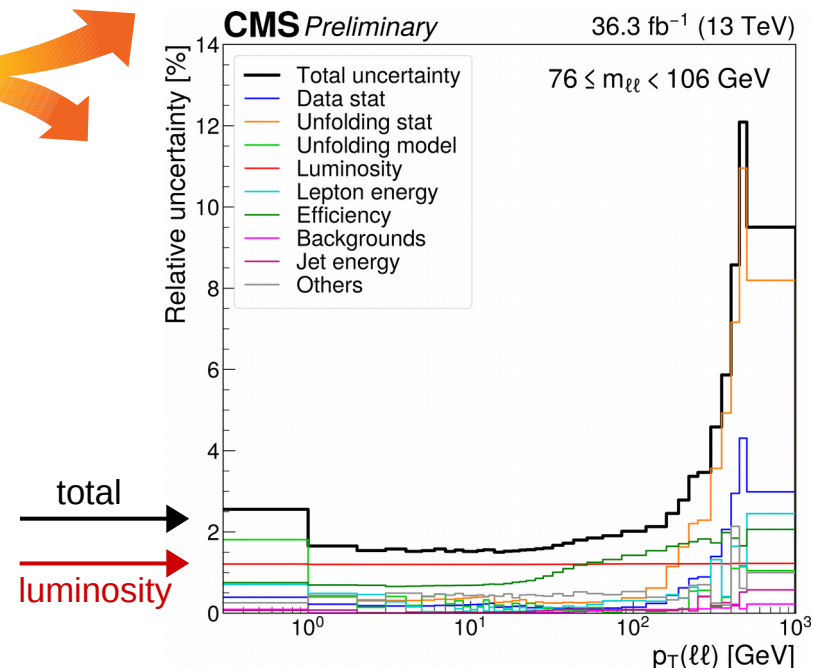 CMS Preliminary
36.3 fb⁻¹ (13 TeV)
Relative uncertainty [%]
14
12
10
8
6
4
2
0
76 ≤ mℓℓ < 106 GeV
Total uncertainty
Data stat
Unfolding stat
Unfolding model
Luminosity
Lepton energy
Efficiency
Backgrounds
Jet energy
Others
total
luminosity
10⁰
10¹
10²
10³
pT(ℓℓ) [GeV]